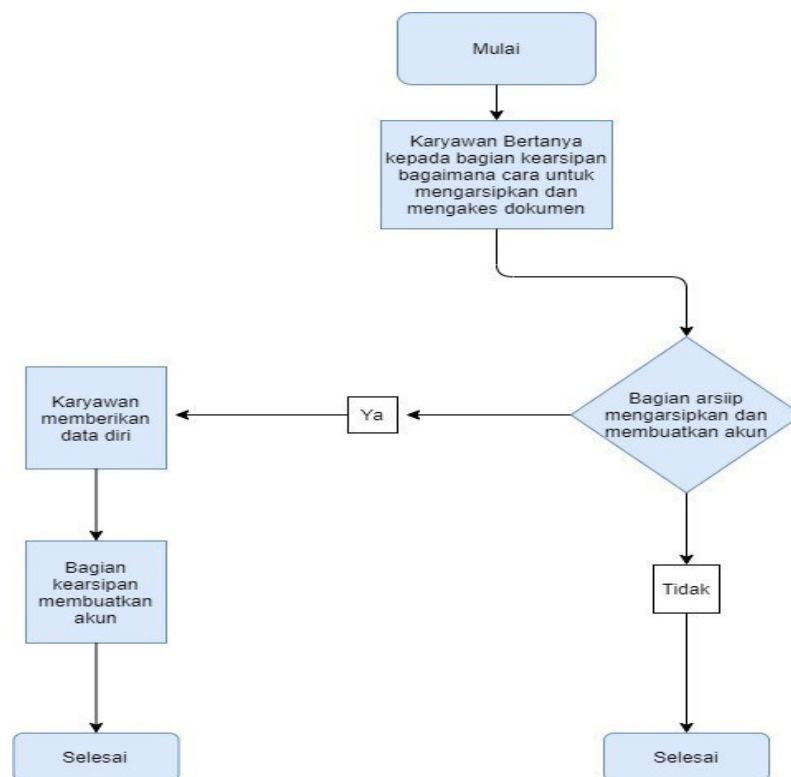 Mulai
Karyawan Bertanya
kepada bagian kearsipan
bagaimana cara untuk
mengarsipkan dan
mengakes dokumen
Bagian arsiip
mengarsipkan dan
membuatkan akun
Ya
Karyawan
memberikan
data diri
Bagian
kearsipan
membuatkan
akun
Tidak
Selesai
Selesai